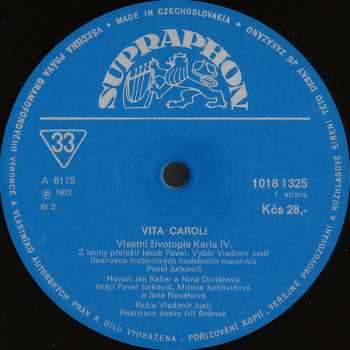 MADE IN CZECHOSLOVAKIA
VŠECHNA PRÁVA GRAMOFONOVÉHO VÝROBCE A VLASTNÍKŮ AUTORSKÝCH PRÁV K DÍLU VYHRAZENA. POŘIZOVÁNÍ KOPIÍ, VEŘEJNÉ PROVOZOVÁNÍ A ROZHLASOVÉ ŠÍŘENÍ TÉTO DESKY JE ZAKÁZÁNO
SUPRAPHON
33
A 6175
℗ 1972
III 2
1018 1325
1. strana
Kčs 28,-
VITA CAROLI
Vlastní životopis Karla IV.
Z latiny přeložil Jakub Pavel. Výběr Vladimír Justl
Realizace historických hudebních materiálů
Pavel Jurkovič
Hovoří Jan Kačer a Nina Divíšková
Hrají Pavel Jurkovič, Milena Jurkovičová
a Jana Nováková
Režie Vladimír Justl
Realizace desky Jiří Šrámek